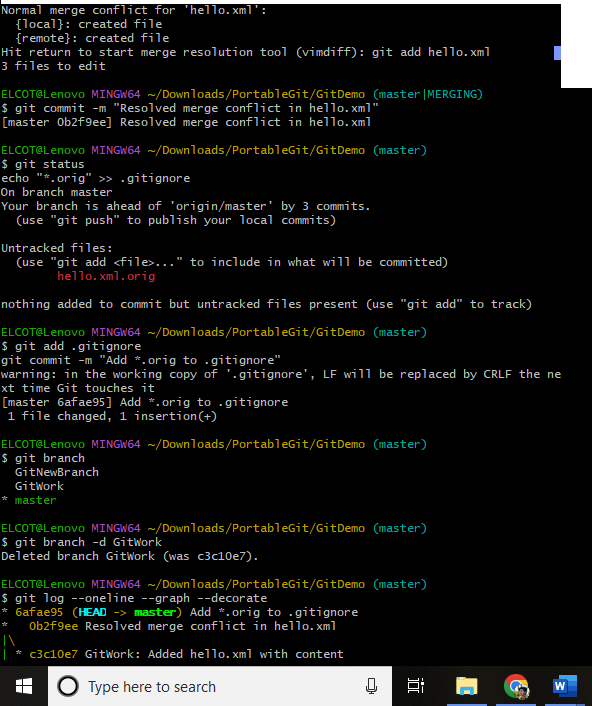 Normal merge conflict for 'hello.xml':
  {local}: created file
  {remote}: created file
Hit return to start merge resolution tool (vimdiff): git add hello.xml
3 files to edit

ELCOT@Lenovo MINGW64 ~/Downloads/PortableGit/GitDemo (master|MERGING)
$ git commit -m "Resolved merge conflict in hello.xml"
[master 0b2f9ee] Resolved merge conflict in hello.xml

ELCOT@Lenovo MINGW64 ~/Downloads/PortableGit/GitDemo (master)
$ git status
echo "*.orig" >> .gitignore
On branch master
Your branch is ahead of 'origin/master' by 3 commits.
  (use "git push" to publish your local commits)

Untracked files:
  (use "git add <file>..." to include in what will be committed)
        hello.xml.orig

nothing added to commit but untracked files present (use "git add" to track)

ELCOT@Lenovo MINGW64 ~/Downloads/PortableGit/GitDemo (master)
$ git add .gitignore
git commit -m "Add *.orig to .gitignore"
warning: in the working copy of '.gitignore', LF will be replaced by CRLF the ne
xt time Git touches it
[master 6afae95] Add *.orig to .gitignore
 1 file changed, 1 insertion(+)

ELCOT@Lenovo MINGW64 ~/Downloads/PortableGit/GitDemo (master)
$ git branch
  GitNewBranch
  GitWork
* master

ELCOT@Lenovo MINGW64 ~/Downloads/PortableGit/GitDemo (master)
$ git branch -d GitWork
Deleted branch GitWork (was c3c10e7).

ELCOT@Lenovo MINGW64 ~/Downloads/PortableGit/GitDemo (master)
$ git log --oneline --graph --decorate
* 6afae95 (HEAD -> master) Add *.orig to .gitignore
*   0b2f9ee Resolved merge conflict in hello.xml
|\
| * c3c10e7 GitWork: Added hello.xml with content
Type here to search
W